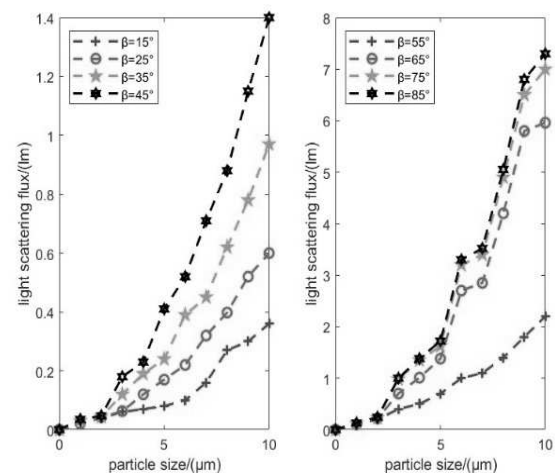 1.4
1.2
1
0.8
0.6
0.4
0.2
0
light scattering flux/(lm)
β=15°
β=25°
β=35°
β=45°
0
5
10
particle size/(μm)
8
7
6
5
4
3
2
1
0
light scattering flux/(lm)
β=55°
β=65°
β=75°
β=85°
0
5
10
particle size/(μm)